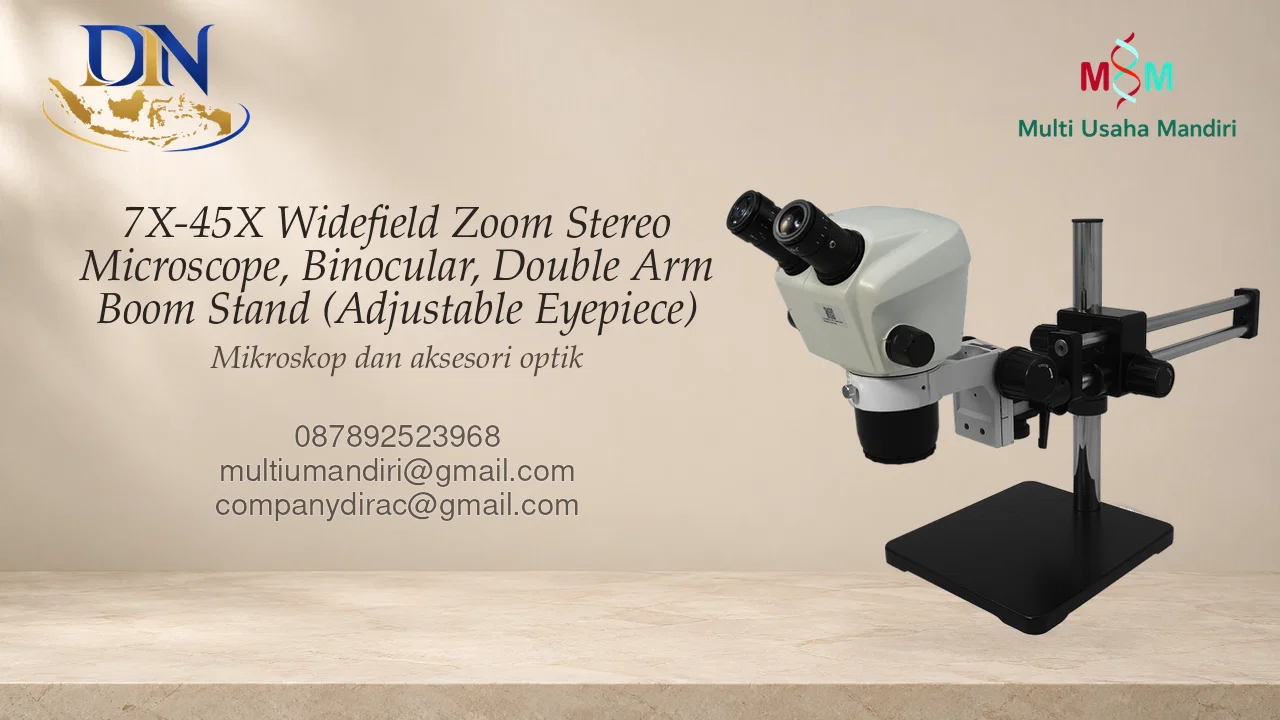 DIN
M M
Multi Usaha Mandiri
7X-45X Widefield Zoom Stereo
Microscope, Binocular, Double Arm
Boom Stand (Adjustable Eyepiece)
Mikroskop dan aksesori optik
087892523968
multiumandiri@gmail.com
companydirac@gmail.com